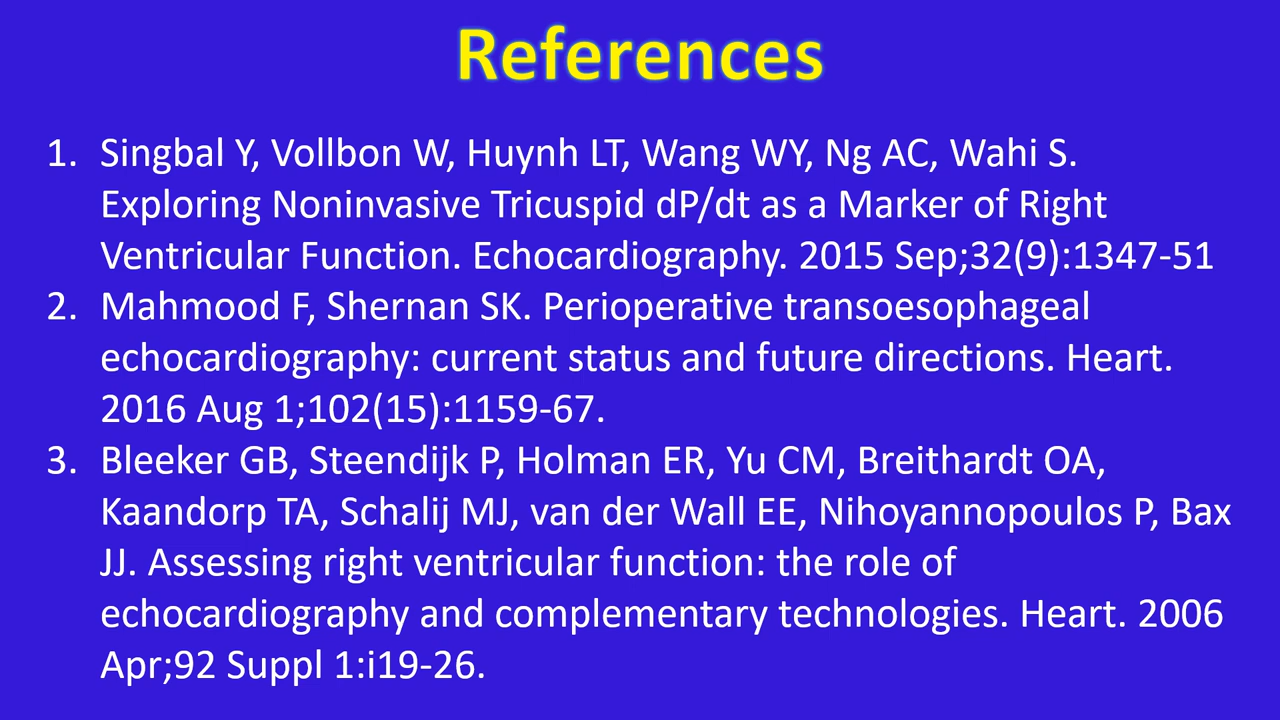 References
1. Singbal Y, Vollbon W, Huynh LT, Wang WY, Ng AC, Wahi S.
Exploring Noninvasive Tricuspid dP/dt as a Marker of Right
Ventricular Function. Echocardiography. 2015 Sep;32(9):1347-51
2. Mahmood F, Shernan SK. Perioperative transoesophageal
echocardiography: current status and future directions. Heart.
2016 Aug 1;102(15):1159-67.
3. Bleeker GB, Steendijk P, Holman ER, Yu CM, Breithardt OA,
Kaandorp TA, Schalij MJ, van der Wall EE, Nihoyannopoulos P, Bax
JJ. Assessing right ventricular function: the role of
echocardiography and complementary technologies. Heart. 2006
Apr;92 Suppl 1:i19-26.